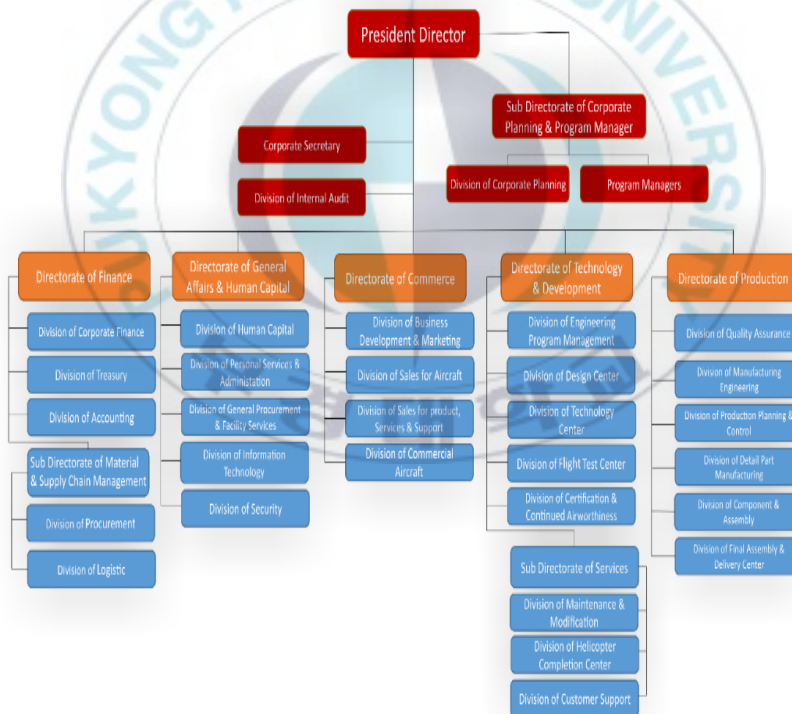 PUKYONG
UNIVERSITY
President Director
Sub Directorate of Corporate
Planning & Program Manager
Corporate Secretary
Division of Internal Audit
Division of Corporate Planning
Program Managers
Directorate of Finance
Division of Corporate Finance
Division of Treasury
Division of Accounting
Sub Directorate of Material
& Supply Chain Management
Division of Procurement
Division of Logistic
Directorate of General
Affairs & Human Capital
Division of Human Capital
Division of Personal Services &
Administation
Division of General Procurement
& Facility Services
Division of Information
Technology
Division of Security
Directorate of Commerce
Division of Business
Development & Marketing
Division of Sales for Aircraft
Division of Sales for product,
Services & Support
Division of Commercial
Aircraft
Directorate of Technology
& Development
Division of Engineering
Program Management
Division of Design Center
Division of Technology
Center
Division of Flight Test Center
Division of Certification &
Continued Airworthiness
Sub Directorate of Services
Division of Maintenance &
Modification
Division of Helicopter
Completion Center
Division of Customer Support
Directorate of Production
Division of Quality Assurance
Division of Manufacturing
Engineering
Division of Production Planning &
Control
Division of Detail Part
Manufacturing
Division of Component &
Assembly
Division of Final Assembly &
Delivery Center